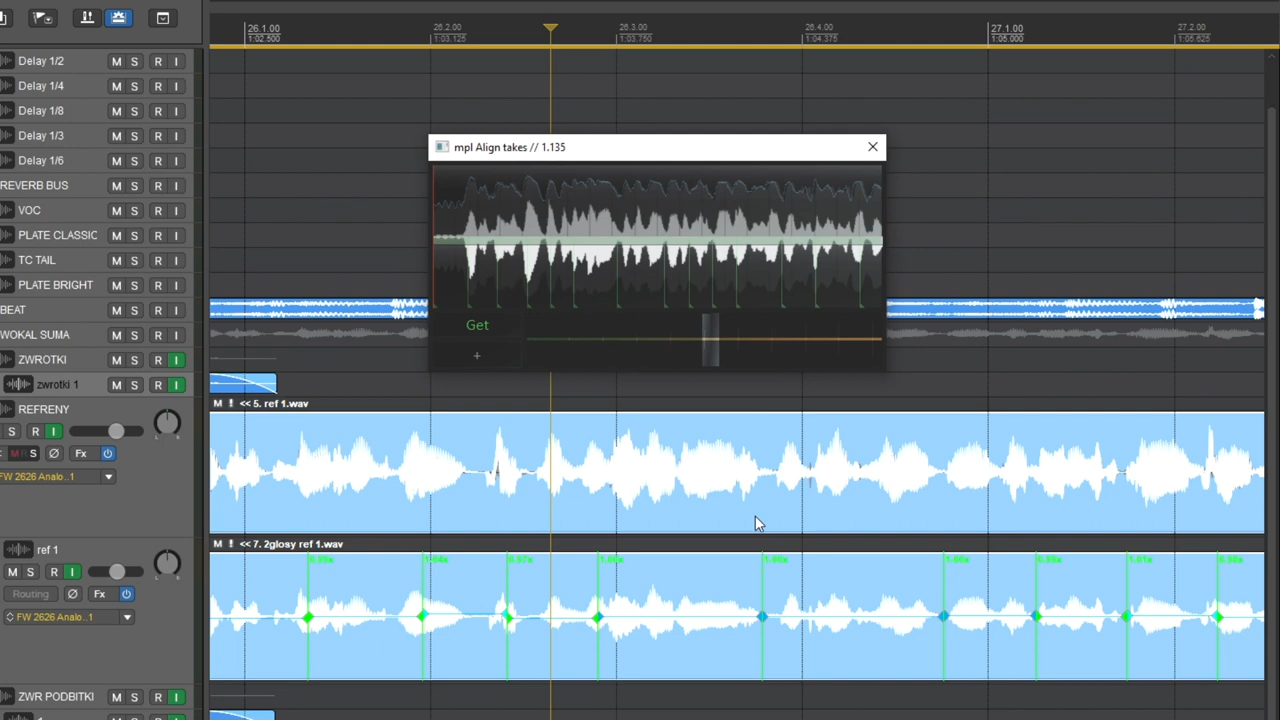 26.1.00
1:02.500
26.2.00
1:03.125
26.3.00
1:03.750
26.4.00
1:04.375
27.1.00
1:05.000
27.2.00
1:05.625
Delay 1/2 M S R I
Delay 1/4 M S R I
Delay 1/8 M S R I
Delay 1/3 M S R I
Delay 1/6 M S R I
REVERB BUS M S R I
VOC M S R I
PLATE CLASSIC M S R I
TC TAIL M S R I
PLATE BRIGHT M S R I
BEAT M S R I
WOKAL SUMA M S R I
ZWROTKI M S R I
zwrotki 1 M S R I
mpl Align takes // 1.135
Get
+
REFRENY
S R I
M R S Ø Fx
FW 2626 Analo..1
M << 5. ref 1.wav
ref 1
M S R I
Routing Ø Fx
FW 2626 Analo..1
M << 7. 2glosy ref 1.wav
ZWR PODBITKI M S R I